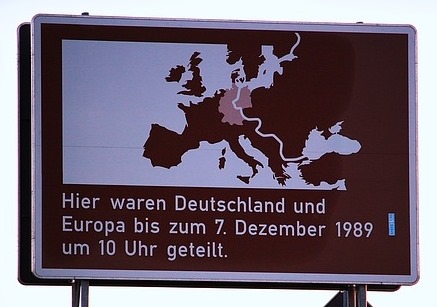 Hier waren Deutschland und
Europa bis zum 7. Dezember 1989
um 10 Uhr geteilt.